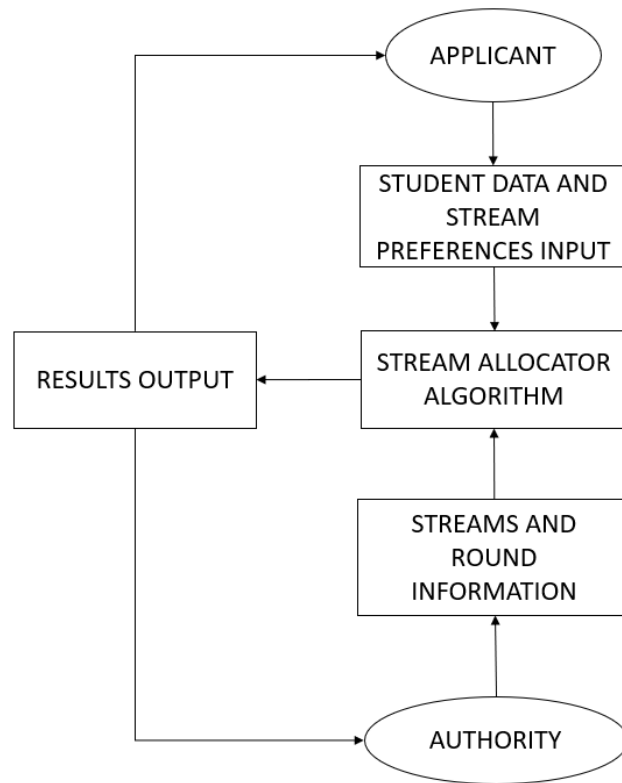 APPLICANT
STUDENT DATA AND
STREAM
PREFERENCES INPUT
RESULTS OUTPUT
STREAM ALLOCATOR
ALGORITHM
STREAMS AND
ROUND
INFORMATION
AUTHORITY